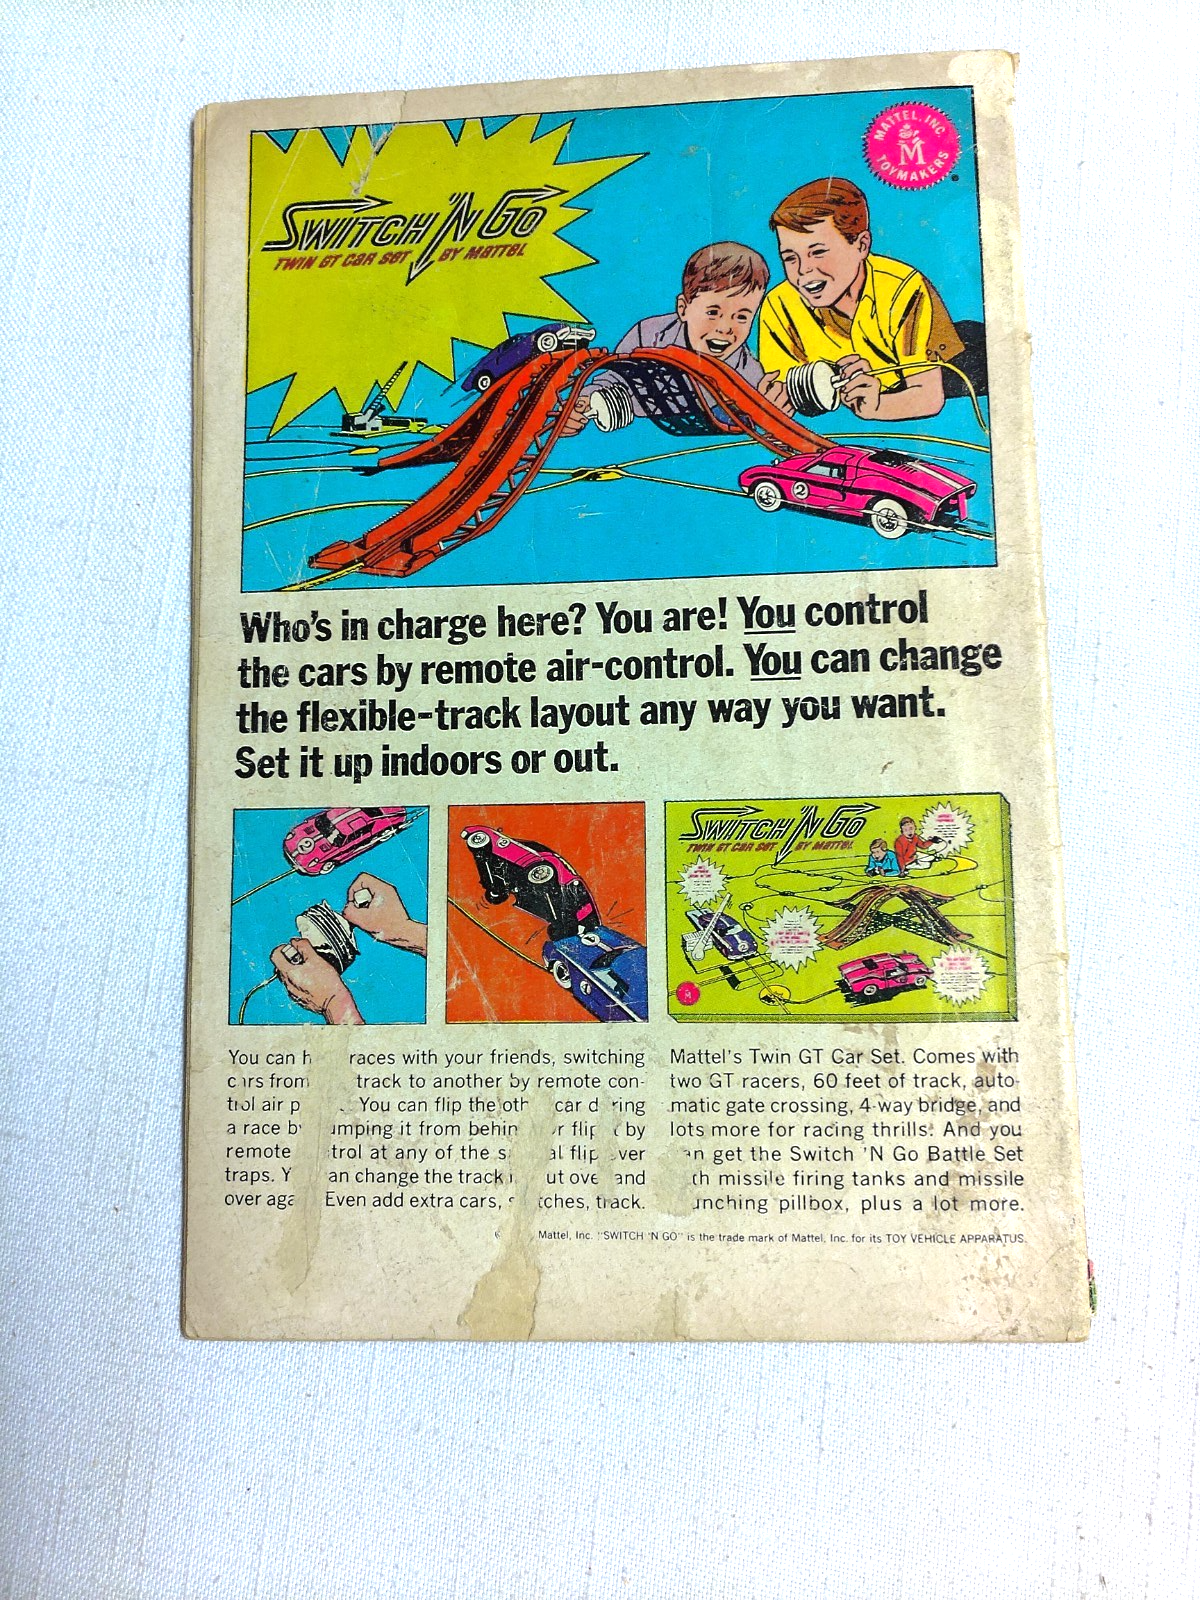 MATTEL, INC.
M
TOYMAKERS
SWITCH 'N GO
TWIN GT CAR SET BY MATTEL
2
Who's in charge here? You are! You control
the cars by remote air-control. You can change
the flexible-track layout any way you want.
Set it up indoors or out.
SWITCH 'N GO
TWIN GT CAR SET BY MATTEL
You can races with your friends, switching
from track to another by remote con-
air You can flip the car
a race it from by
remote at any of the
traps. change the track and
over Even add extra cars, track.
Mattel's Twin GT Car Set. Comes with
two GT racers, 60 feet of track, auto-
matic gate crossing, 4-way bridge, and
lots more for racing thrills. And you
get the Switch 'N Go Battle Set
missile firing tanks and missile
pillbox, plus a lot more.
Mattel, Inc. "SWITCH 'N GO" is the trade mark of Mattel, Inc. for its TOY VEHICLE APPARATUS.